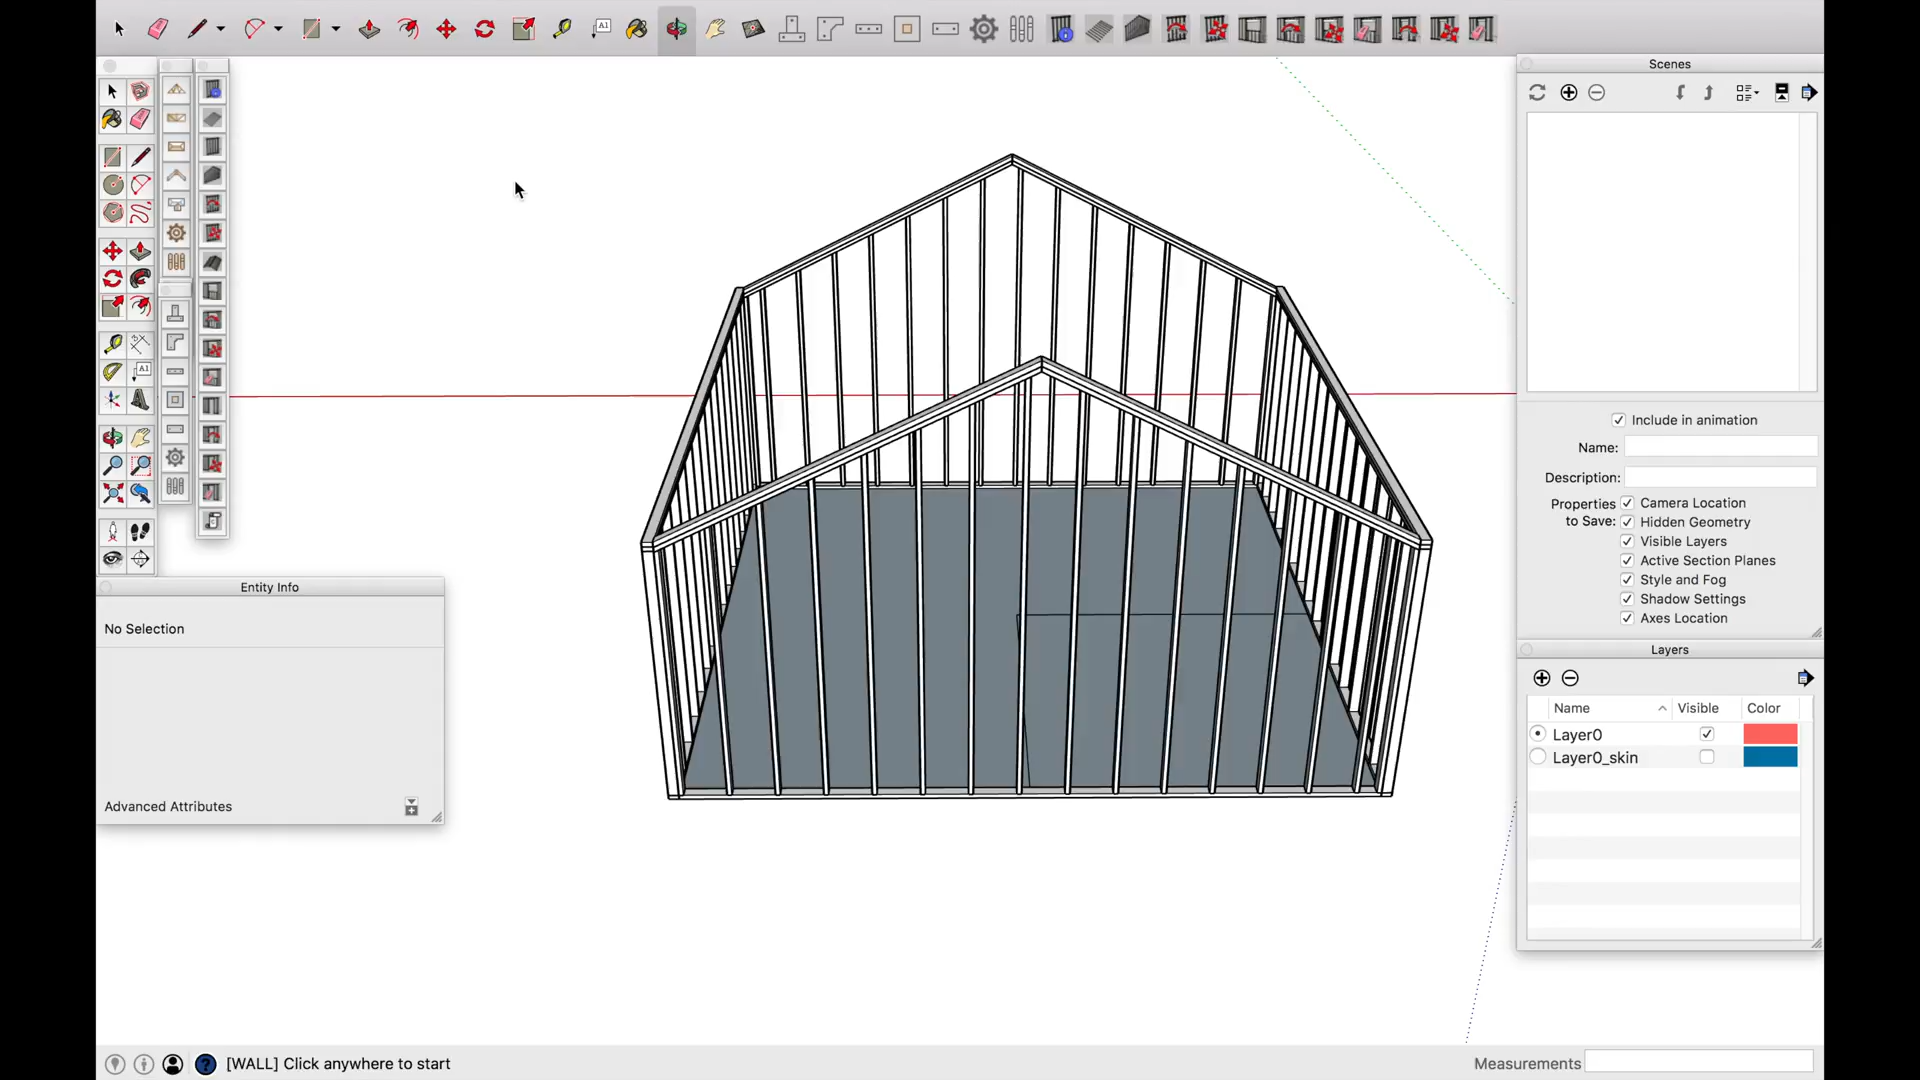 A1
Scenes
A1
Include in animation
Name:
Description:
Properties
to Save:
Camera Location
Hidden Geometry
Visible Layers
Active Section Planes
Style and Fog
Shadow Settings
Axes Location
Entity Info
No Selection
Advanced Attributes
Layers
Name Visible Color
Layer0
Layer0_skin
[WALL] Click anywhere to start
Measurements